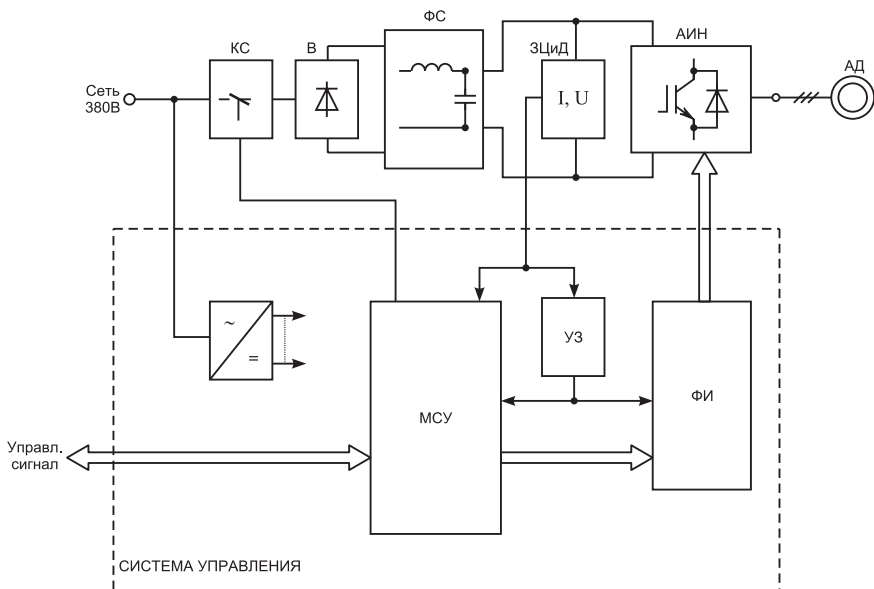 ФС
КС
В
ЗЦиД
АИН
АД
Сеть
380В
I, U
~
=
УЗ
МСУ
ФИ
Управл.
сигнал
СИСТЕМА УПРАВЛЕНИЯ